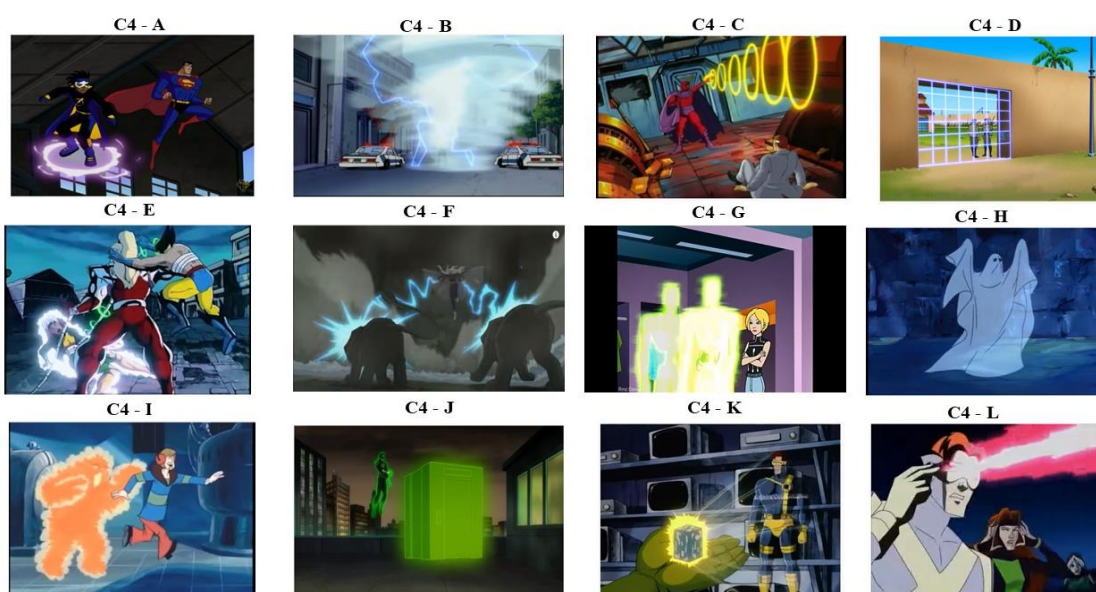 C4 - A
C4 - B
C4 - C
C4 - D
C4 - E
C4 - F
C4 - G
C4 - H
C4 - I
C4 - J
C4 - K
C4 - L